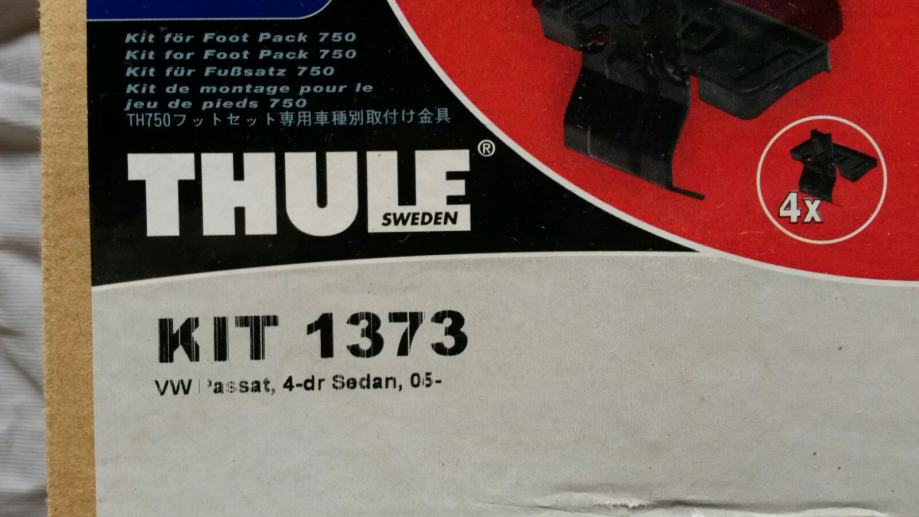 Kit för Foot Pack 750
Kit for Foot Pack 750
Kit für Fußsatz 750
Kit de montage pour le
jeu de pieds 750
TH750フットセット専用車種別取付け金具
THULE®
SWEDEN
4x
KIT 1373
VW Passat, 4-dr Sedan, 05-